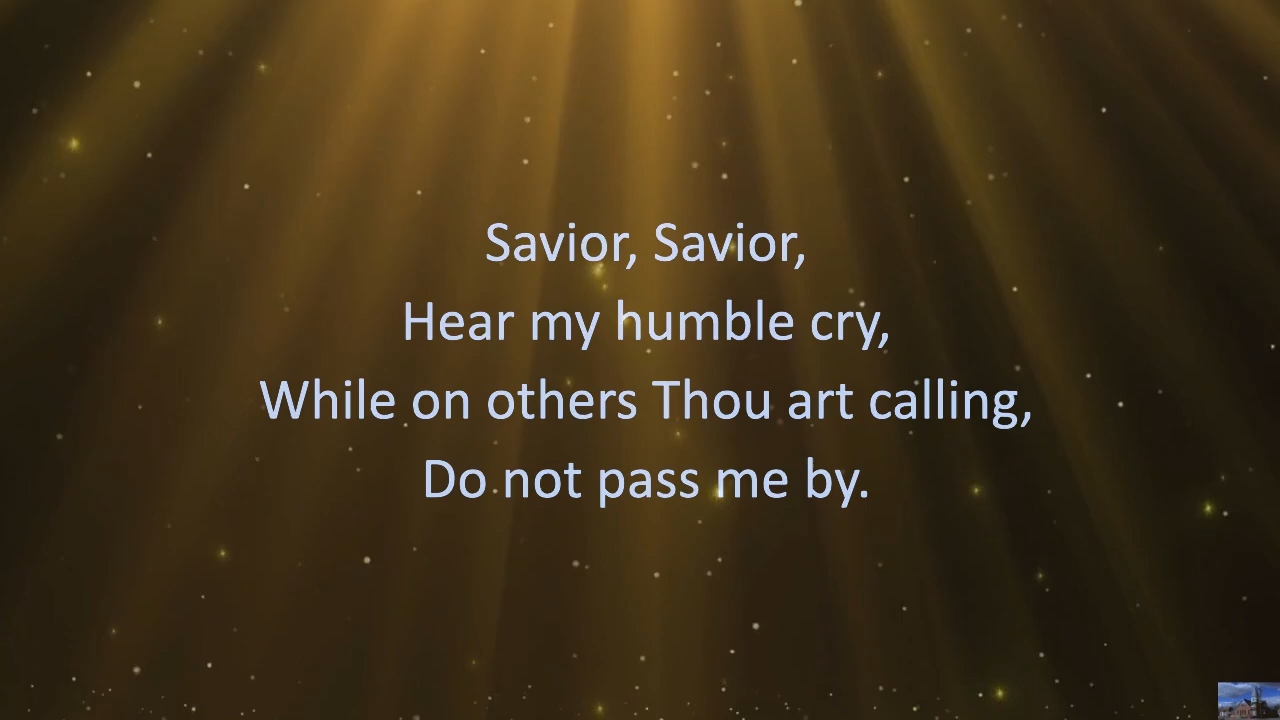 Savior, Savior,
Hear my humble cry,
While on others Thou art calling,
Do not pass me by.